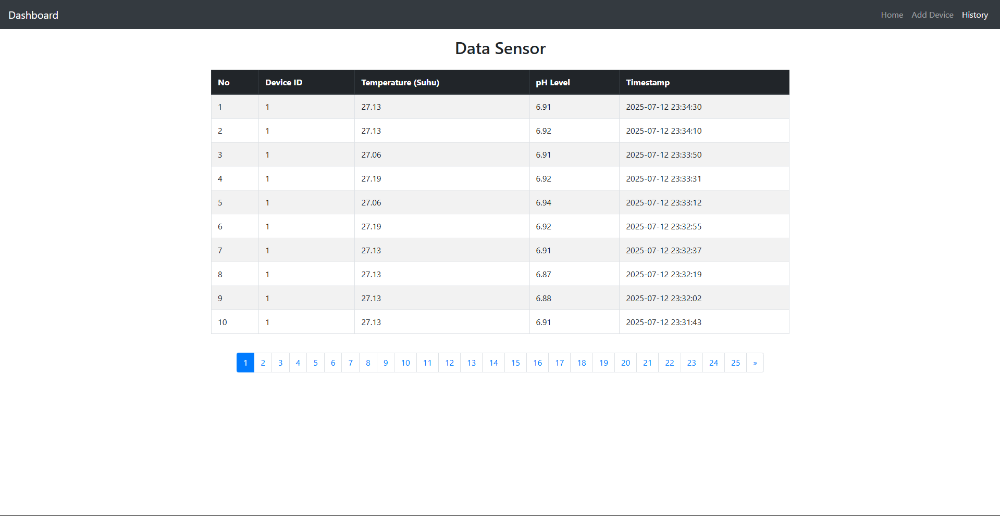 Dashboard Home Add Device History
Data Sensor
No Device ID Temperature (Suhu) pH Level Timestamp
1 1 27.13 6.91 2025-07-12 23:34:30
2 1 27.13 6.92 2025-07-12 23:34:10
3 1 27.06 6.91 2025-07-12 23:33:50
4 1 27.19 6.92 2025-07-12 23:33:31
5 1 27.06 6.94 2025-07-12 23:33:12
6 1 27.19 6.92 2025-07-12 23:32:55
7 1 27.13 6.91 2025-07-12 23:32:37
8 1 27.13 6.87 2025-07-12 23:32:19
9 1 27.13 6.88 2025-07-12 23:32:02
10 1 27.13 6.91 2025-07-12 23:31:43
1 2 3 4 5 6 7 8 9 10 11 12 13 14 15 16 17 18 19 20 21 22 23 24 25 »